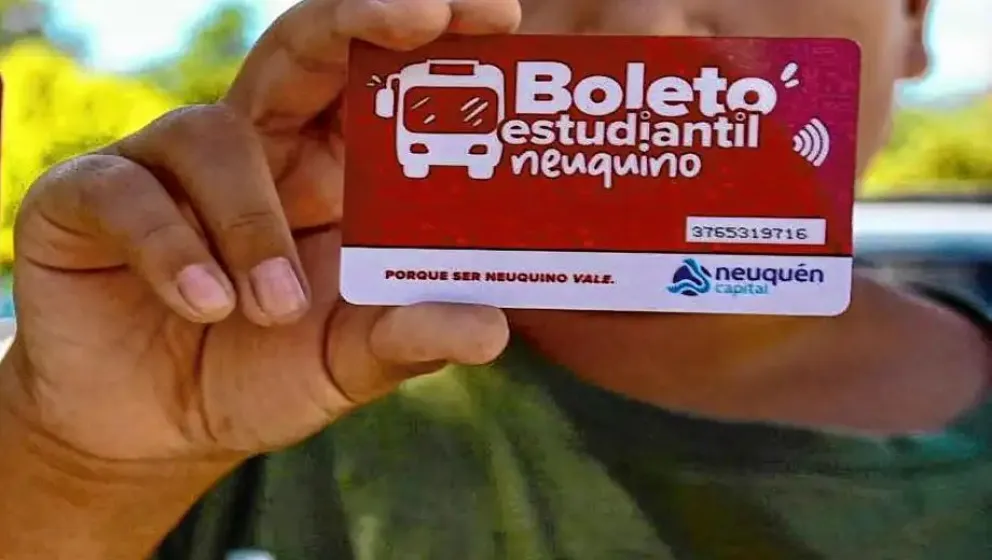 Boleto
estudiantil
neuquino
3765319716
PORQUE SER NEUQUINO VALE.
neuquén
capital